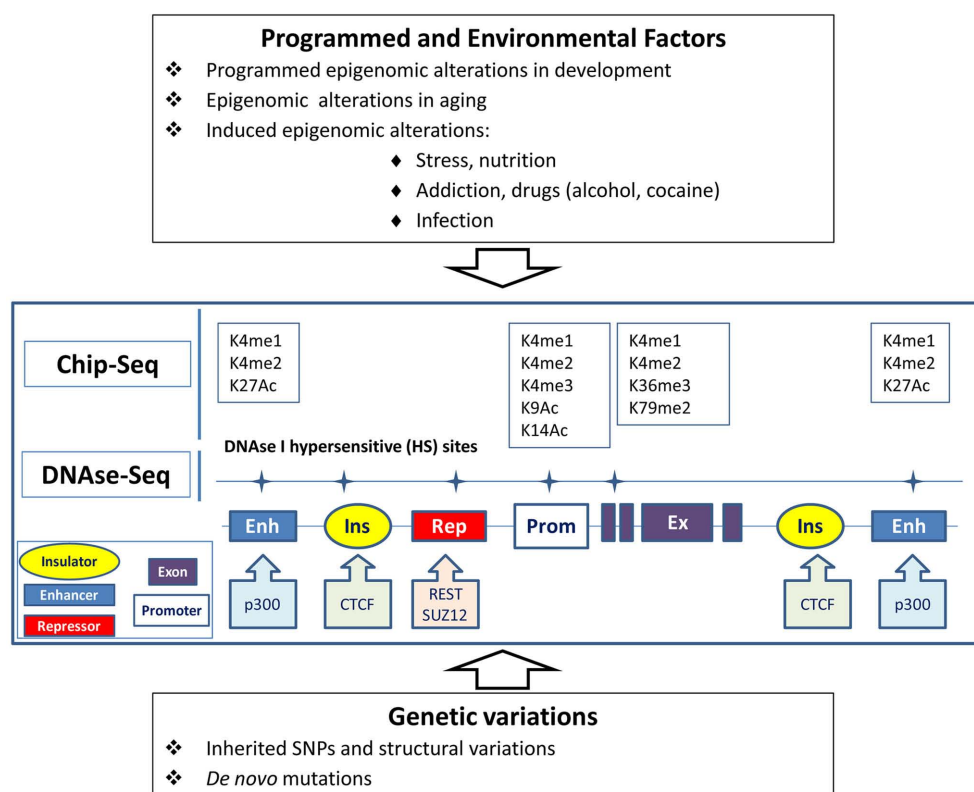 Programmed and Environmental Factors
❖ Programmed epigenomic alterations in development
❖ Epigenomic alterations in aging
❖ Induced epigenomic alterations:
♦ Stress, nutrition
♦ Addiction, drugs (alcohol, cocaine)
♦ Infection
Chip-Seq
K4me1
K4me2
K27Ac
K4me1
K4me2
K4me3
K9Ac
K14Ac
K4me1
K4me2
K36me3
K79me2
K4me1
K4me2
K27Ac
DNAse I hypersensitive (HS) sites
DNAse-Seq
Enh Ins Rep Prom Ex Ins Enh
Insulator
Enhancer
Repressor
Exon
Promoter
p300
CTCF
REST
SUZ12
CTCF
p300
Genetic variations
❖ Inherited SNPs and structural variations
❖ De novo mutations